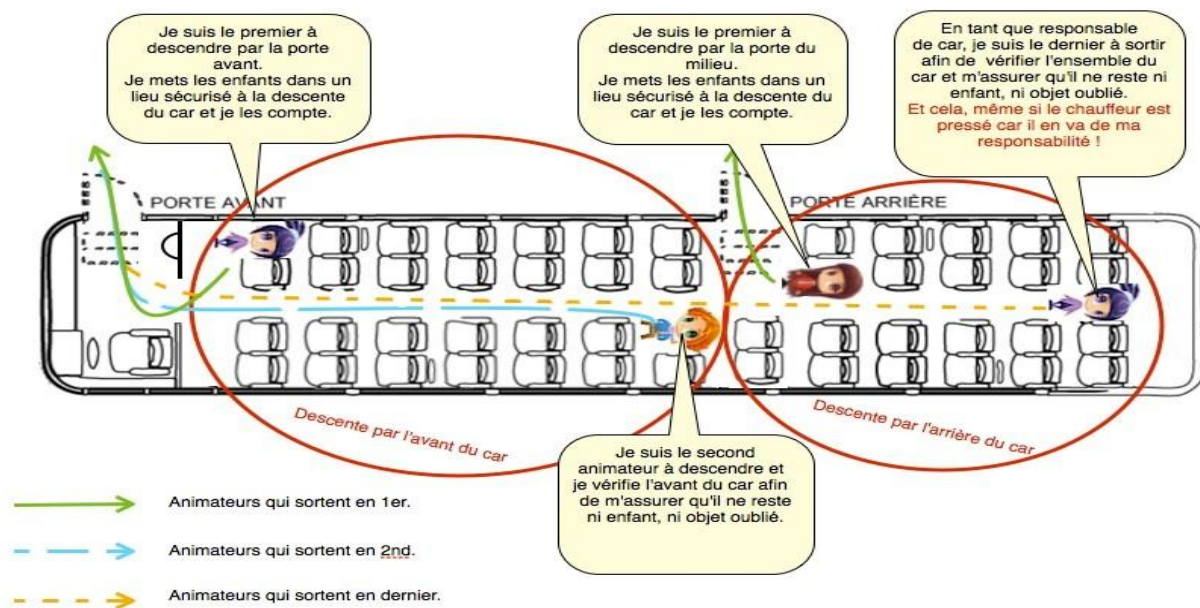 Je suis le premier à
descendre par la porte
avant.
Je mets les enfants dans un
lieu sécurisé à la descente
du car et je les compte.
Je suis le premier à
descendre par la porte du
milieu.
Je mets les enfants dans un
lieu sécurisé à la descente du
car et je les compte.
En tant que responsable
de car, je suis le dernier à sortir
afin de vérifier l'ensemble du
car et m'assurer qu'il ne reste ni
enfant, ni objet oublié.
Et cela, même si le chauffeur est
pressé car il en va de ma
responsabilité !
PORTE AVANT
PORTE ARRIÈRE
Descente par l'avant du car
Descente par l'arrière du car
Je suis le second
animateur à descendre et
je vérifie l'avant du car afin
de m'assurer qu'il ne reste
ni enfant, ni objet oublié.
Animateurs qui sortent en 1er.
Animateurs qui sortent en 2nd.
Animateurs qui sortent en dernier.